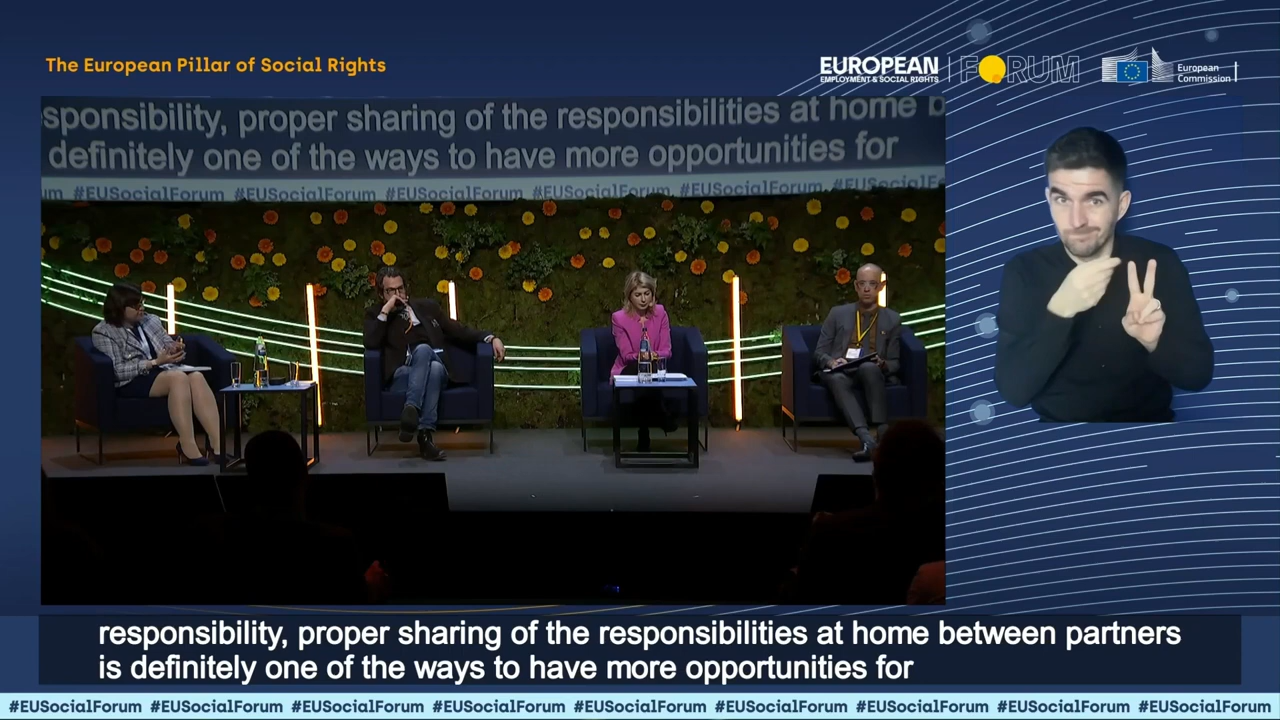 The European Pillar of Social Rights
EUROPEAN
EMPLOYMENT & SOCIAL RIGHTS
FORUM
European
Commission
sponsibility, proper sharing of the responsibilities at home b
definitely one of the ways to have more opportunities for
um #EUSocialForum #EUSocialForum #EUSocialForum #EUSocialForum #EUSocialForum #EUSocialF
responsibility, proper sharing of the responsibilities at home between partners
is definitely one of the ways to have more opportunities for
#EUSocialForum #EUSocialForum #EUSocialForum #EUSocialForum #EUSocialForum #EUSocialForum #EUSocialForum #EUSocialForum #EUSocialForum